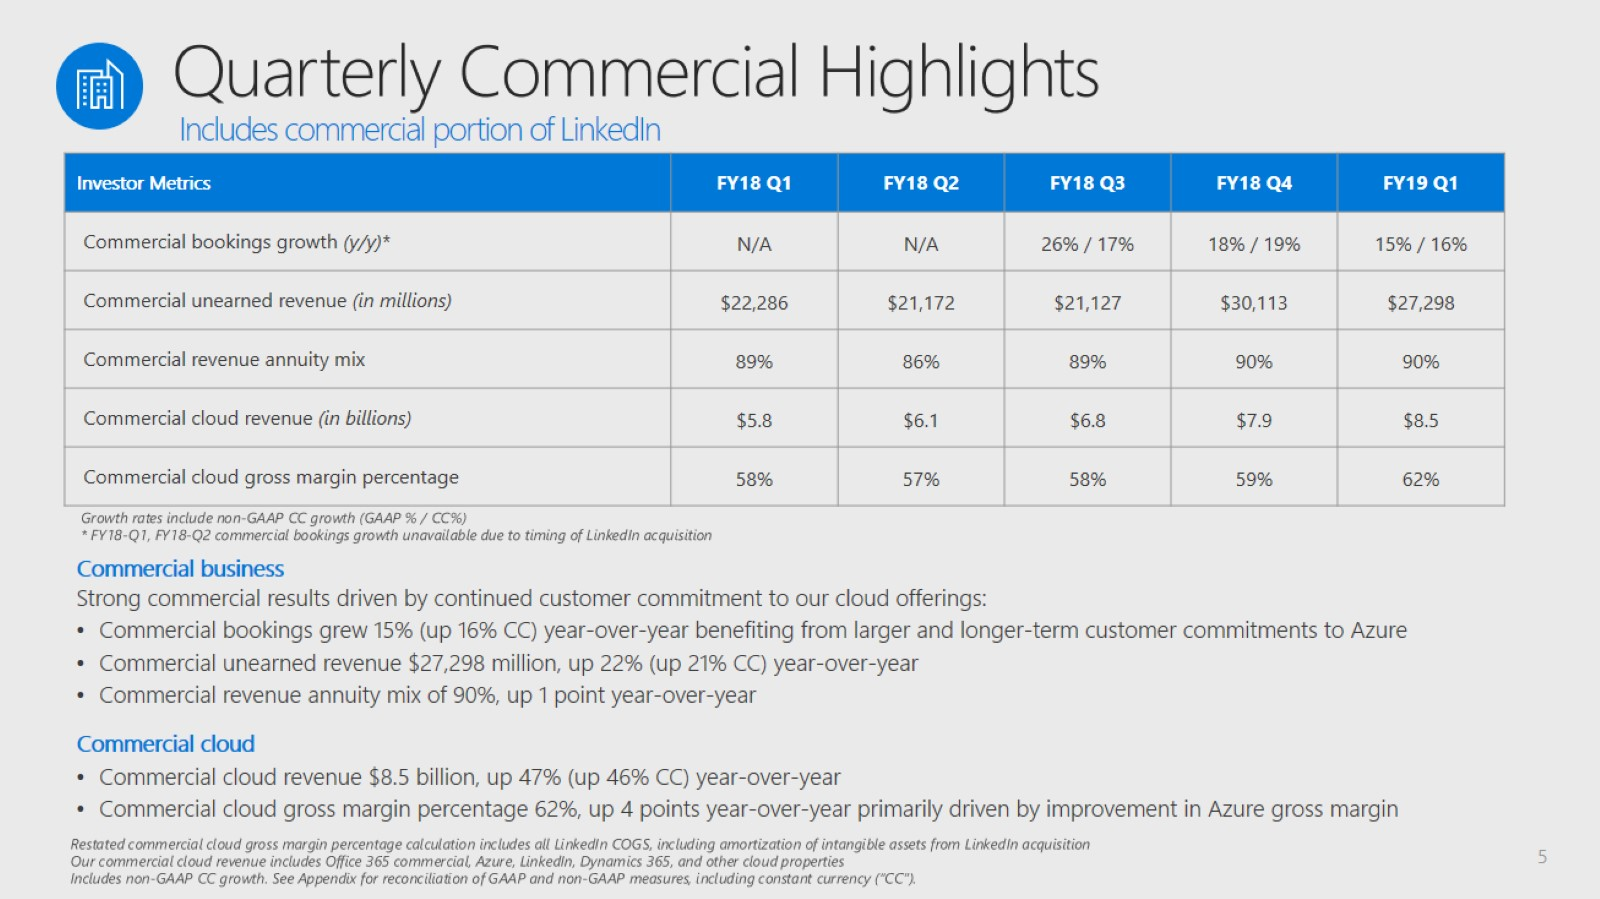 Quarterly Commercial Highlights
Includes commercial portion of LinkedIn
Investor Metrics FY18 Q1 FY18 Q2 FY18 Q3 FY18 Q4 FY19 Q1
Commercial bookings growth (y/y)* N/A N/A 26% / 17% 18% / 19% 15% / 16%
Commercial unearned revenue (in millions) $22,286 $21,172 $21,127 $30,113 $27,298
Commercial revenue annuity mix 89% 86% 89% 90% 90%
Commercial cloud revenue (in billions) $5.8 $6.1 $6.8 $7.9 $8.5
Commercial cloud gross margin percentage 58% 57% 58% 59% 62%
Growth rates include non-GAAP CC growth (GAAP % / CC%)
* FY18-Q1, FY18-Q2 commercial bookings growth unavailable due to timing of LinkedIn acquisition
Commercial business
Strong commercial results driven by continued customer commitment to our cloud offerings:
• Commercial bookings grew 15% (up 16% CC) year-over-year benefiting from larger and longer-term customer commitments to Azure
• Commercial unearned revenue $27,298 million, up 22% (up 21% CC) year-over-year
• Commercial revenue annuity mix of 90%, up 1 point year-over-year
Commercial cloud
• Commercial cloud revenue $8.5 billion, up 47% (up 46% CC) year-over-year
• Commercial cloud gross margin percentage 62%, up 4 points year-over-year primarily driven by improvement in Azure gross margin
Restated commercial cloud gross margin percentage calculation includes all LinkedIn COGS, including amortization of intangible assets from LinkedIn acquisition
Our commercial cloud revenue includes Office 365 commercial, Azure, LinkedIn, Dynamics 365, and other cloud properties
Includes non-GAAP CC growth. See Appendix for reconciliation of GAAP and non-GAAP measures, including constant currency ("CC").
5